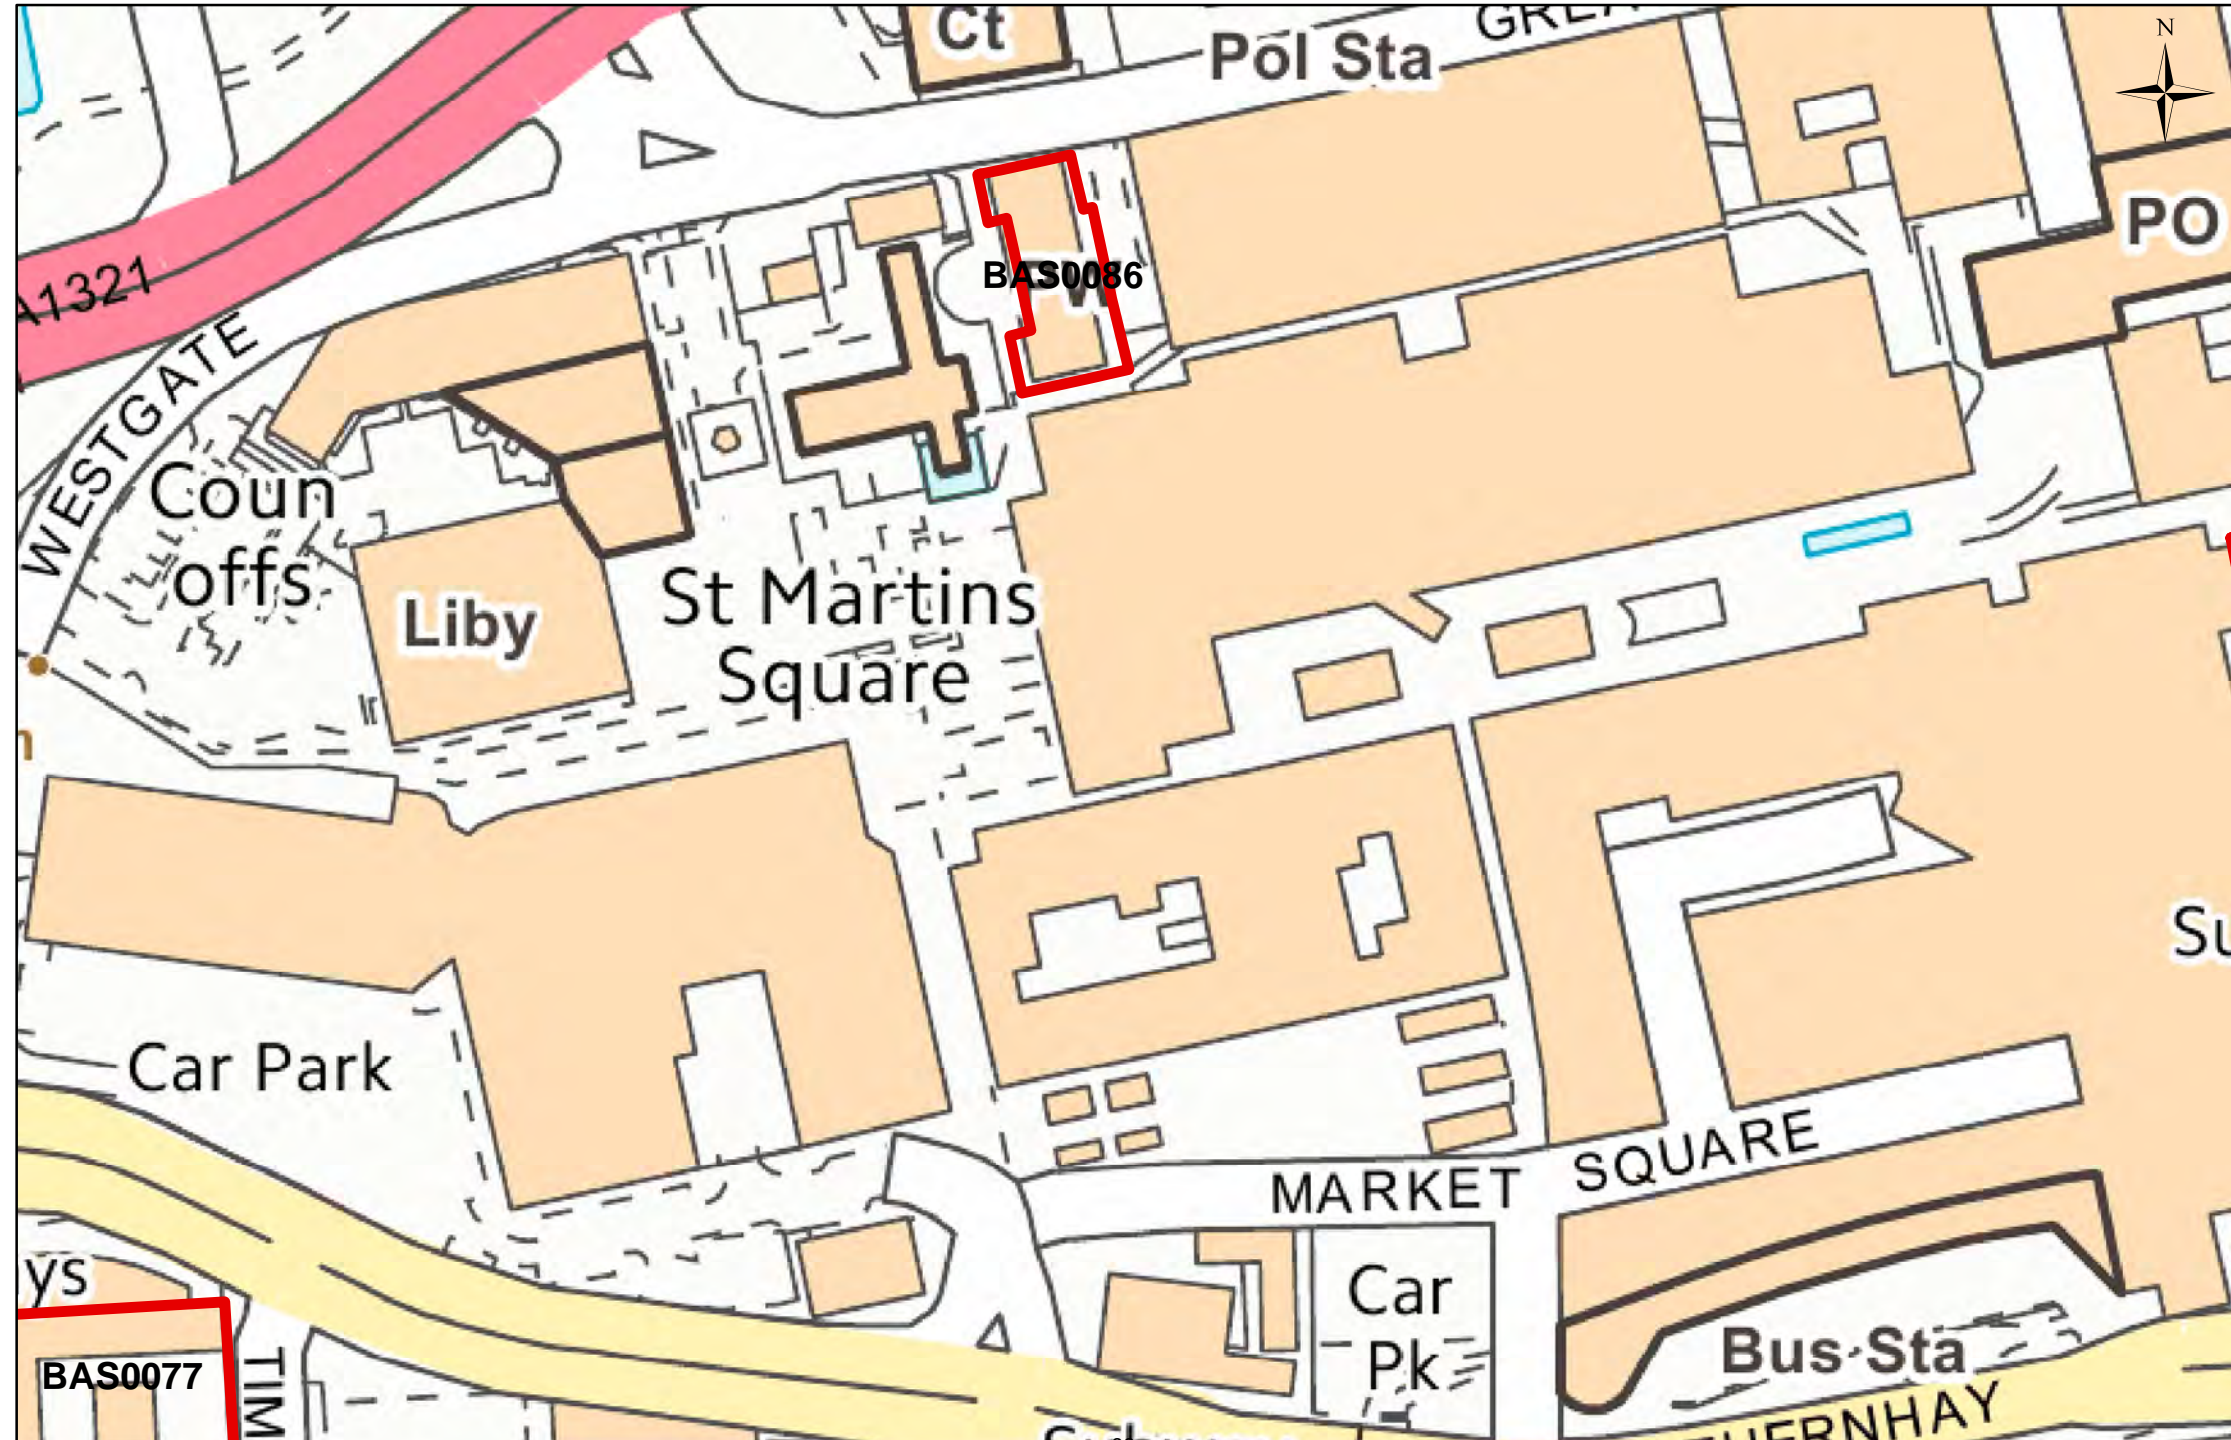 Ct
Pol Sta
N
PO
A1321
BAS0086
WESTGATE
Coun
offs
Liby
St Martins
Square
Car Park
MARKET SQUARE
Car
Pk
Bus Sta
BAS0077